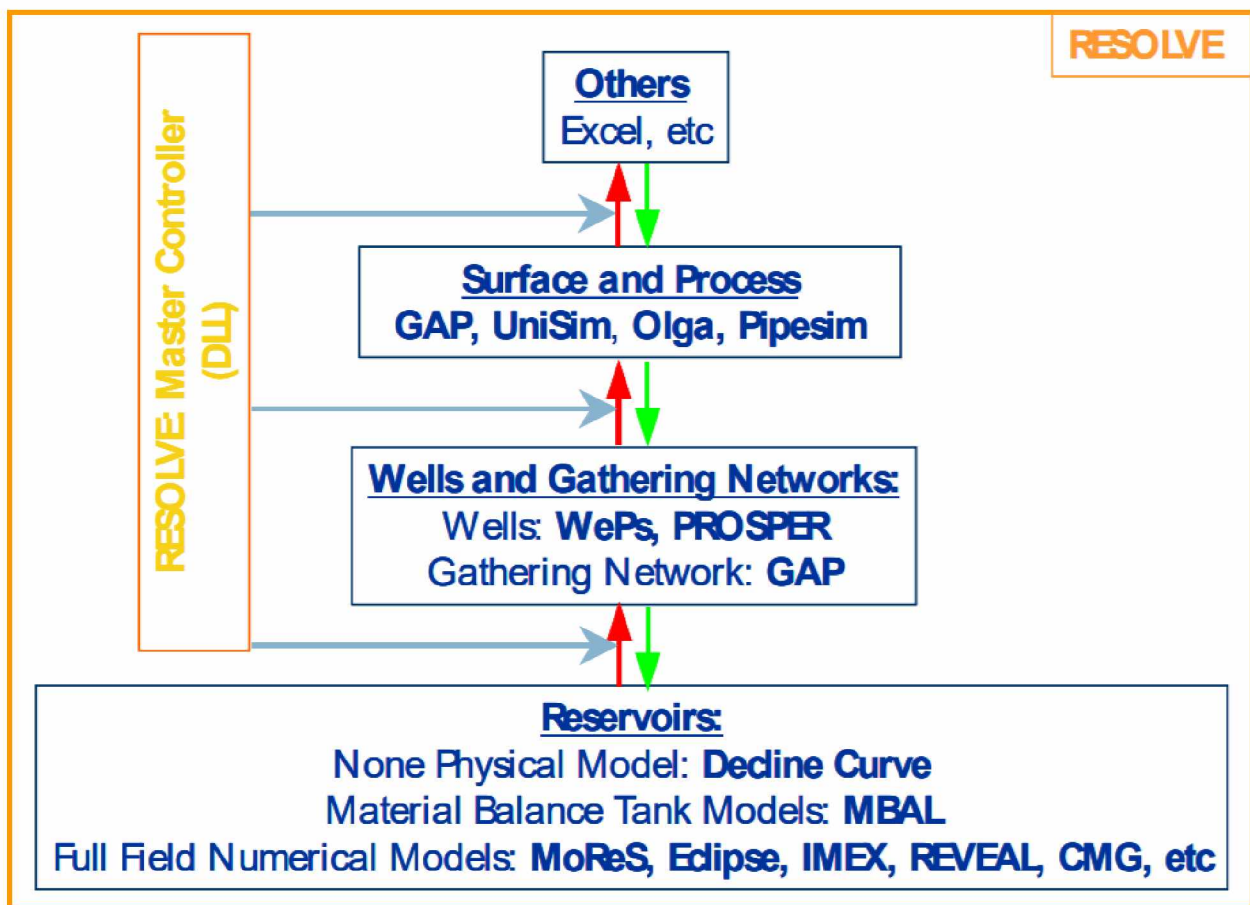 RESOLVE
RESOLVE: Master Controller
(DLL)
Others
Excel, etc
Surface and Process
GAP, UniSim, Olga, Pipesim
Wells and Gathering Networks:
Wells: WePs, PROSPER
Gathering Network: GAP
Reservoirs:
None Physical Model: Decline Curve
Material Balance Tank Models: MBAL
Full Field Numerical Models: MoReS, Eclipse, IMEX, REVEAL, CMG, etc